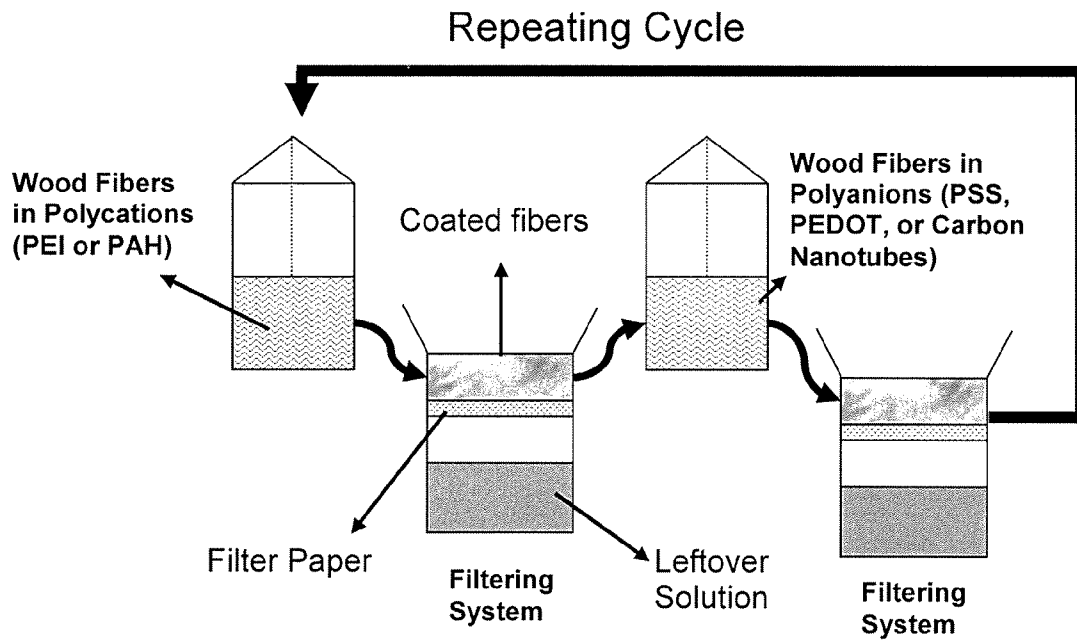 Repeating Cycle
Wood Fibers
in Polycations
(PEI or PAH)
Coated fibers
Wood Fibers in
Polyanions (PSS,
PEDOT, or Carbon
Nanotubes)
Filter Paper
Filtering
System
Leftover
Solution
Filtering
System